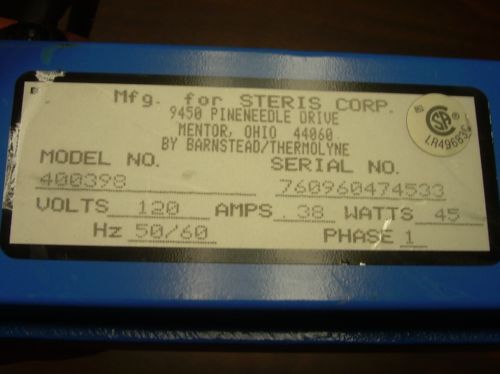 Mfg. for STERIS CORP.
9450 PINENEEDLE DRIVE
MENTOR, OHIO 44060
BY BARNSTEAD/THERMOLYNE
MODEL NO. SERIAL NO.
400398 760960474533
VOLTS 120 AMPS .38 WATTS 45
Hz 50/60 PHASE 1
SA